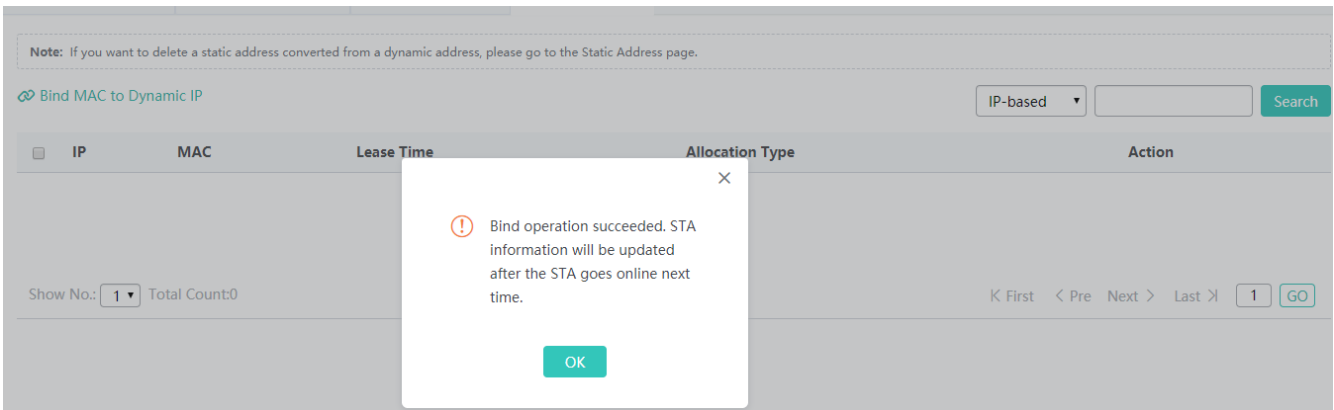 Note: If you want to delete a static address converted from a dynamic address, please go to the Static Address page.
Bind MAC to Dynamic IP
IP-based
Search
IP MAC Lease Time Allocation Type Action
Bind operation succeeded. STA
information will be updated
after the STA goes online next
time.
Show No.: 1 Total Count:0
First Pre Next Last 1 GO
OK